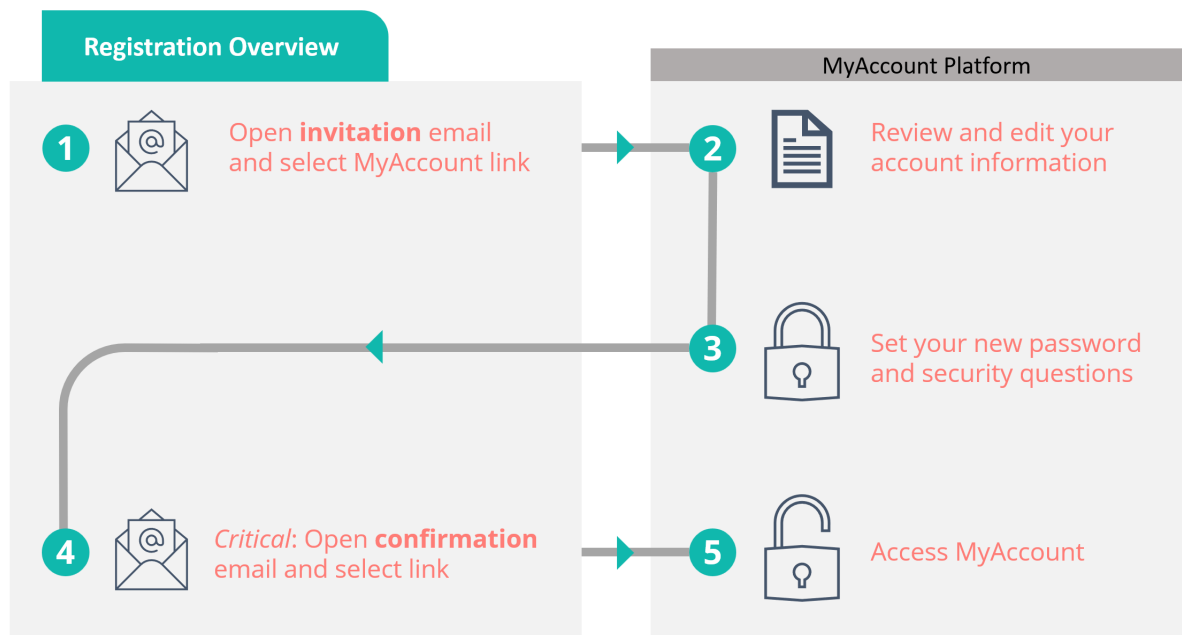 Registration Overview
MyAccount Platform
1
Open invitation email
and select MyAccount link
2
Review and edit your
account information
3
Set your new password
and security questions
4
Critical: Open confirmation
email and select link
5
Access MyAccount